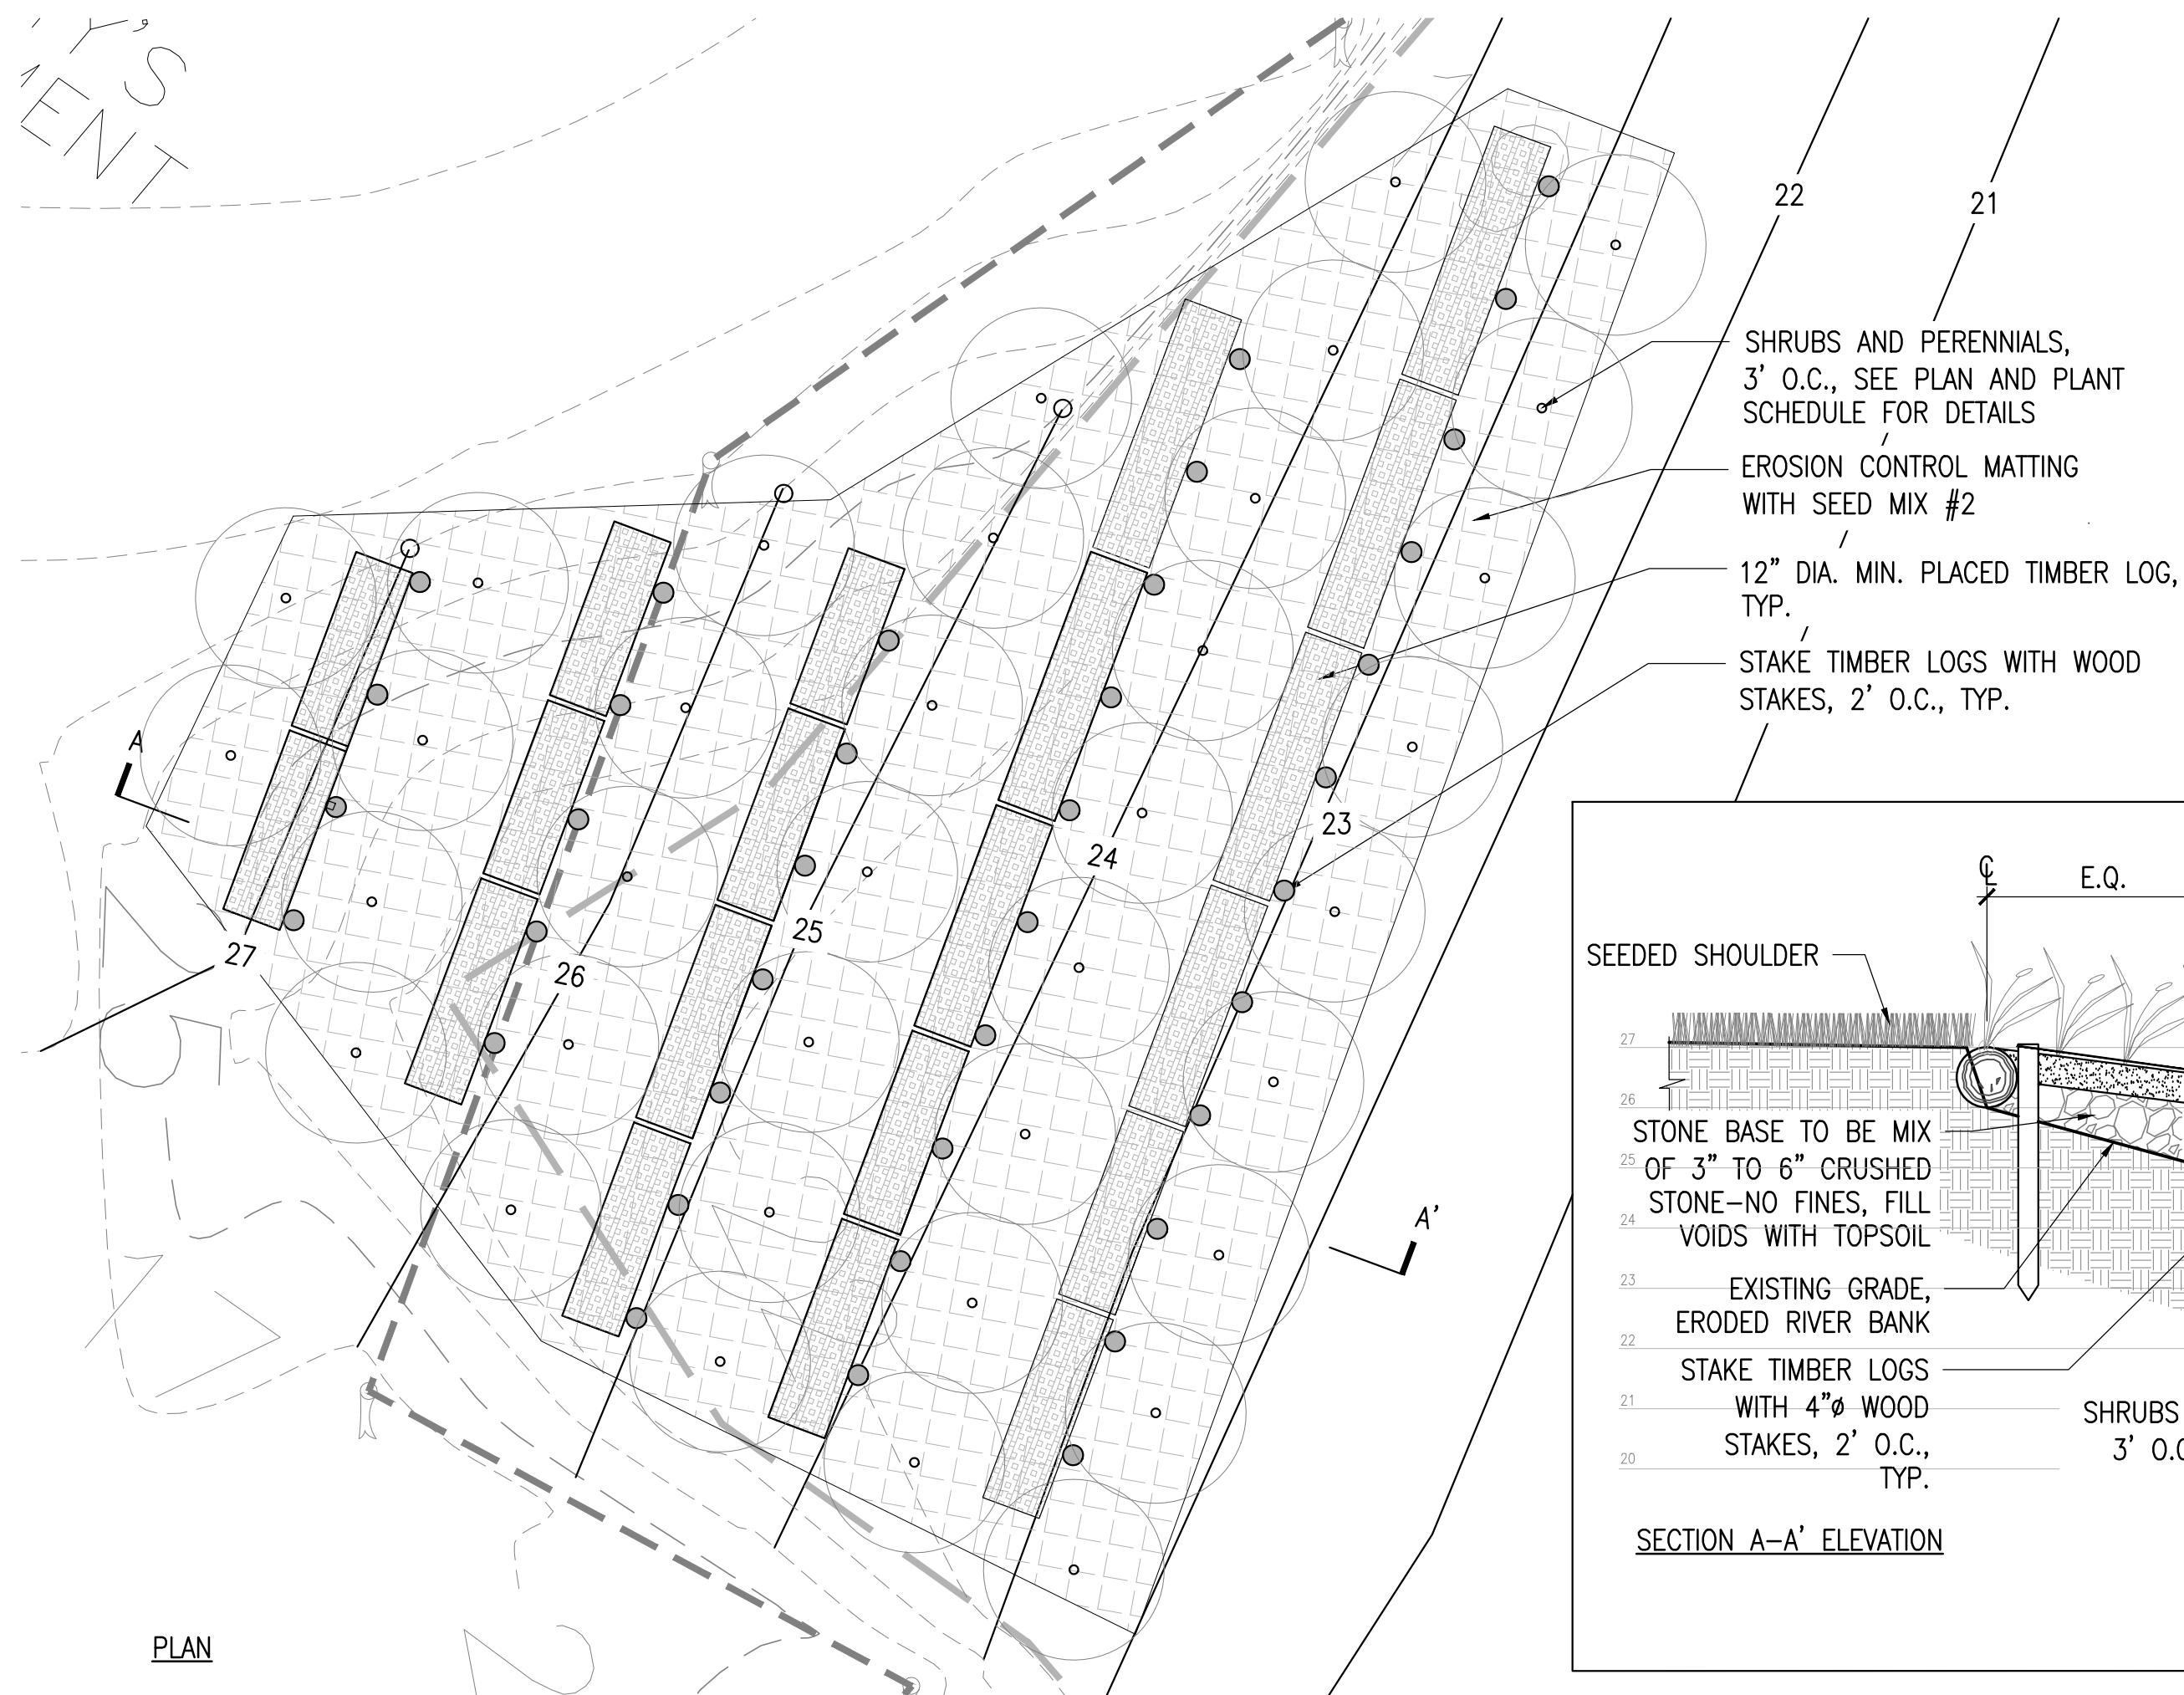 Y'S
MENT
22
21
SHRUBS AND PERENNIALS,
3' O.C., SEE PLAN AND PLANT
SCHEDULE FOR DETAILS
EROSION CONTROL MATTING
WITH SEED MIX #2
12" DIA. MIN. PLACED TIMBER LOG,
TYP.
STAKE TIMBER LOGS WITH WOOD
STAKES, 2' O.C., TYP.
A
23
24
25
26
27
A'
PLAN
℄
E.Q.
SEEDED SHOULDER
27
26
STONE BASE TO BE MIX
25
OF 3" TO 6" CRUSHED
STONE-NO FINES, FILL
24
VOIDS WITH TOPSOIL
23
EXISTING GRADE,
ERODED RIVER BANK
22
STAKE TIMBER LOGS
21
WITH 4"ø WOOD
STAKES, 2' O.C.,
20
TYP.
SHRUBS
3' O.C
SECTION A-A' ELEVATION